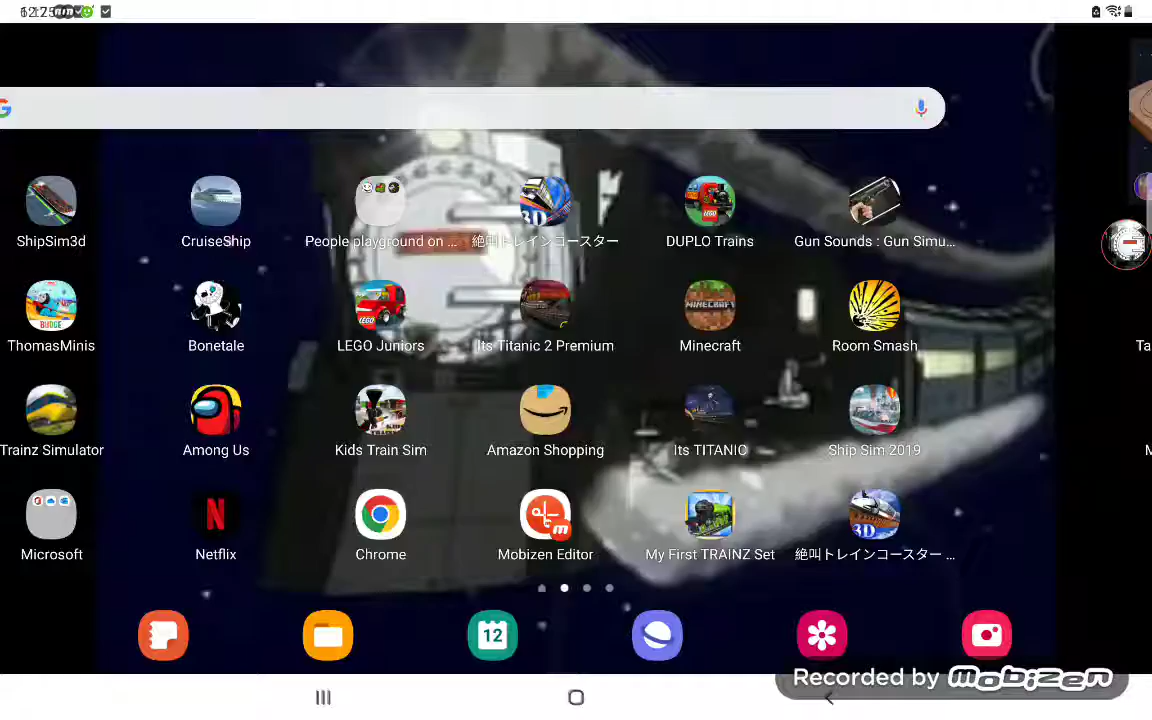 ShipSim3d
CruiseShip
People playground on ...
絶叫トレインコースター
DUPLO Trains
Gun Sounds : Gun Simu...
ThomasMinis
Bonetale
LEGO Juniors
Its Titanic 2 Premium
Minecraft
Room Smash
Ta
Trainz Simulator
Among Us
Kids Train Sim
Amazon Shopping
Its TITANIC
Ship Sim 2019
M
Microsoft
Netflix
Chrome
Mobizen Editor
My First TRAINZ Set
絶叫トレインコースター ...
12
Recorded by mobizen